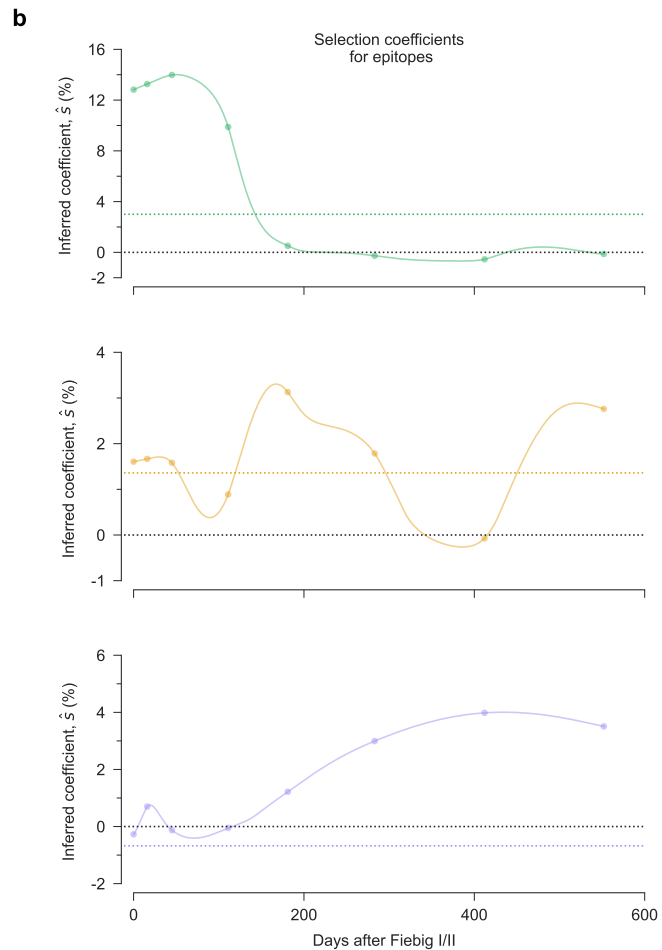 b
Selection coefficients
for epitopes
Inferred coefficient, ŝ (%)
16
12
8
4
0
-2
Inferred coefficient, ŝ (%)
4
2
0
-1
Inferred coefficient, ŝ (%)
6
4
2
0
-2
0
200
400
600
Days after Fiebig I/II